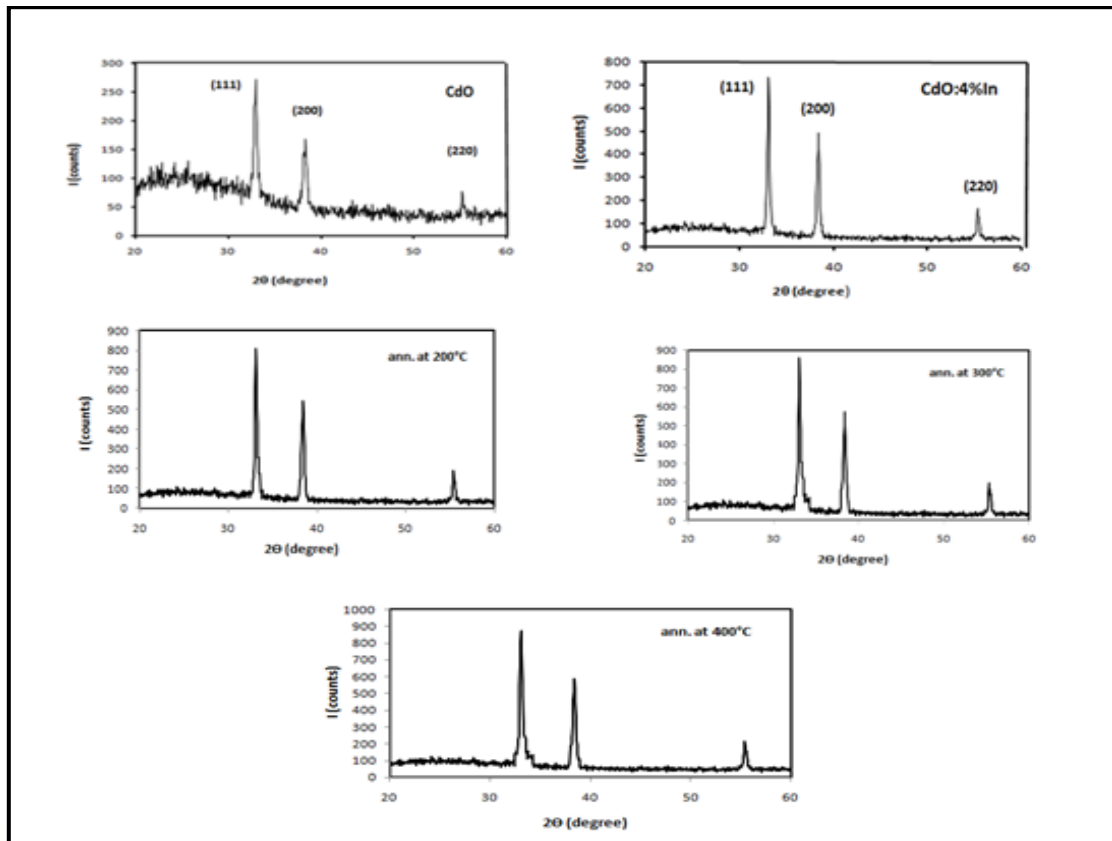 300
250
200
150
100
50
0
I (counts)
(111)
(200)
(220)
CdO
20 30 40 50 60
2Θ (degree)
800
700
600
500
400
300
200
100
0
I (counts)
(111)
(200)
(220)
CdO:4%In
20 30 40 50 60
2Θ (degree)
900
800
700
600
500
400
300
200
100
0
I (counts)
ann. at 200°C
20 30 40 50 60
2Θ (degree)
900
800
700
600
500
400
300
200
100
0
I (counts)
ann. at 300°C
20 30 40 50 60
2Θ (degree)
1000
900
800
700
600
500
400
300
200
100
0
I (counts)
ann. at 400°C
20 30 40 50 60
2Θ (degree)